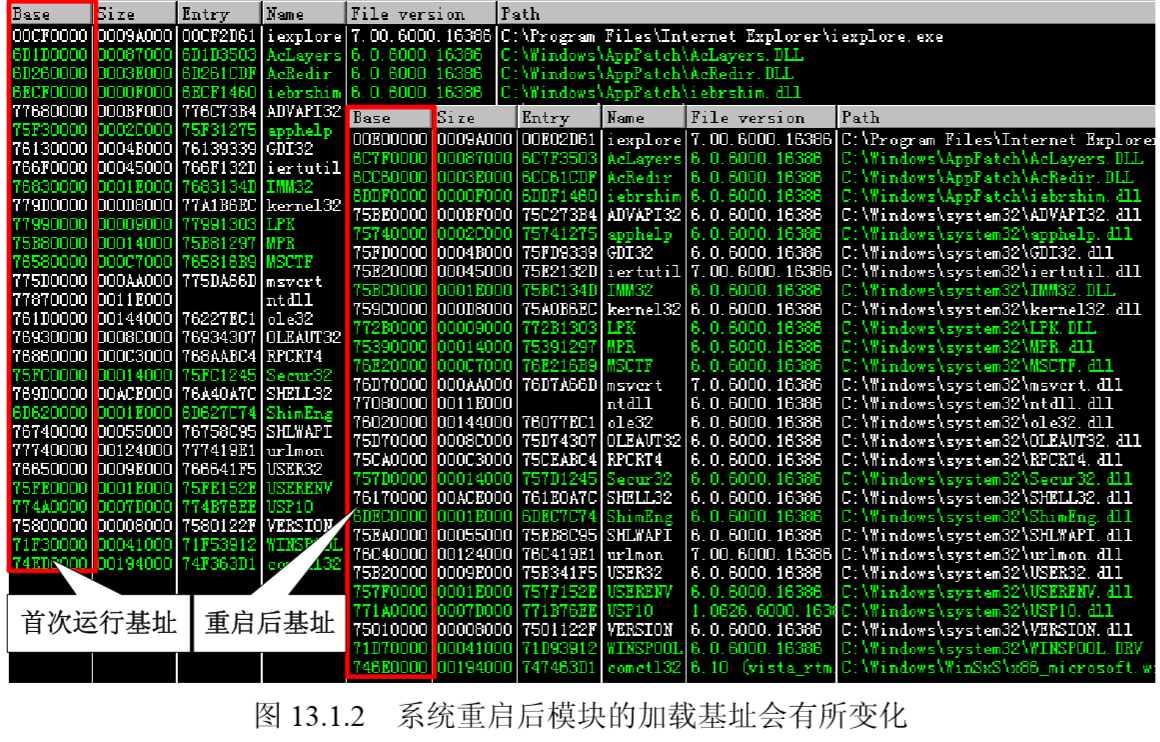 Base Size Entry Name File version Path
00CF0000 0009A000 00CF2D61 iexplore 7.00.6000.16386 C:\Program Files\Internet Explorer\iexplore.exe
6D1D0000 00087000 6D1D3503 AcLayers 6.0.6000.16386 C:\Windows\AppPatch\AcLayers.DLL
6D260000 0003E000 6D261CDF AcRedir 6.0.6000.16386 C:\Windows\AppPatch\AcRedir.DLL
6ECF0000 0000F000 6ECF1460 iebrshim 6.0.6000.16386 C:\Windows\AppPatch\iebrshim.dll
77680000 000BF000 776C73B4 ADVAPI32
75F30000 0002C000 75F31275 apphelp
76130000 0004B000 76139339 GDI32
766F0000 00045000 766F132D iertutil
76830000 0001E000 7683134D IMM32
779D0000 000D8000 77A1B6EC kernel32
77990000 00009000 77991303 LPK
75B80000 00014000 75B81297 MPR
76580000 000C7000 765816B9 MSCTF
775D0000 000AA000 775DA66D msvcrt
77870000 0011E000 ntdll
761D0000 00144000 76227EC1 ole32
76930000 0008C000 76934307 OLEAUT32
76860000 000C3000 768AABC4 RPCRT4
75FC0000 00014000 75FC1245 Secur32
769D0000 00ACE000 76A40A7C SHELL32
6D620000 0001E000 6D627C74 ShimEng
76740000 00055000 76758C95 SHLWAPI
77740000 00124000 777419E1 urlmon
76650000 0009E000 766641F5 USER32
75FE0000 0001E000 75FE152E USERENV
774A0000 0007D000 774B76EE USP10
75800000 00008000 7580122F VERSION
71F30000 00041000 71F53912 WINSPOOL
00194000 74F363D1
Base Size Entry Name File version Path
00E00000 0009A000 00E02D61 iexplore 7.00.6000.16386 C:\Program Files\Internet Explorer
6C7F0000 00087000 6C7F3503 AcLayers 6.0.6000.16386 C:\Windows\AppPatch\AcLayers.DLL
6CC60000 0003E000 6CC61CDF AcRedir 6.0.6000.16386 C:\Windows\AppPatch\AcRedir.DLL
6DDF0000 0000F000 6DDF1460 iebrshim 6.0.6000.16386 C:\Windows\AppPatch\iebrshim.dll
75BE0000 000BF000 75C273B4 ADVAPI32 6.0.6000.16386 C:\Windows\system32\ADVAPI32.dll
75740000 0002C000 75741275 apphelp 6.0.6000.16386 C:\Windows\system32\apphelp.dll
75FD0000 0004B000 75FD9339 GDI32 6.0.6000.16386 C:\Windows\system32\GDI32.dll
75E20000 00045000 75E2132D iertutil 7.00.6000.16386 C:\Windows\system32\iertutil.dll
75BC0000 0001E000 75BC134D IMM32 6.0.6000.16386 C:\Windows\system32\IMM32.DLL
759C0000 000D8000 75A0B6EC kernel32 6.0.6000.16386 C:\Windows\system32\kernel32.dll
772B0000 00009000 772B1303 LPK 6.0.6000.16386 C:\Windows\system32\LPK.DLL
75390000 00014000 75391297 MPR 6.0.6000.16386 C:\Windows\system32\MPR.dll
76E20000 000C7000 76E216B9 MSCTF 6.0.6000.16386 C:\Windows\system32\MSCTF.dll
76D70000 000AA000 76D7A66D msvcrt 7.0.6000.16386 C:\Windows\system32\msvcrt.dll
77080000 0011E000 ntdll 6.0.6000.16386 C:\Windows\system32\ntdll.dll
76020000 00144000 76077EC1 ole32 6.0.6000.16386 C:\Windows\system32\ole32.dll
75D70000 0008C000 75D74307 OLEAUT32 6.0.6000.16386 C:\Windows\system32\OLEAUT32.dll
75CA0000 000C3000 75CEABC4 RPCRT4 6.0.6000.16386 C:\Windows\system32\RPCRT4.dll
757D0000 00014000 757D1245 Secur32 6.0.6000.16386 C:\Windows\system32\Secur32.dll
76170000 00ACE000 761E0A7C SHELL32 6.0.6000.16386 C:\Windows\system32\SHELL32.dll
6DEC0000 0001E000 6DEC7C74 ShimEng 6.0.6000.16386 C:\Windows\system32\ShimEng.dll
75EA0000 00055000 75EB8C95 SHLWAPI 6.0.6000.16386 C:\Windows\system32\SHLWAPI.dll
76C40000 00124000 76C419E1 urlmon 7.00.6000.16386 C:\Windows\system32\urlmon.dll
75B20000 0009E000 75B341F5 USER32 6.0.6000.16386 C:\Windows\system32\USER32.dll
757F0000 0001E000 757F152E USERENV 6.0.6000.16386 C:\Windows\system32\USERENV.dll
771A0000 0007D000 771B76EE USP10 1.0626.6000.163 C:\Windows\system32\USP10.dll
75010000 00008000 7501122F VERSION 6.0.6000.16386 C:\Windows\system32\VERSION.dll
71D70000 00041000 71D93912 WINSPOOL 6.0.6000.16386 C:\Windows\system32\WINSPOOL.DRV
746E0000 00194000 747463D1 comctl32 6.10 (vista_rtm C:\Windows\WinSxS\x86_microsoft.w
首次运行基址
重启后基址
图 13.1.2 系统重启后模块的加载基址会有所变化